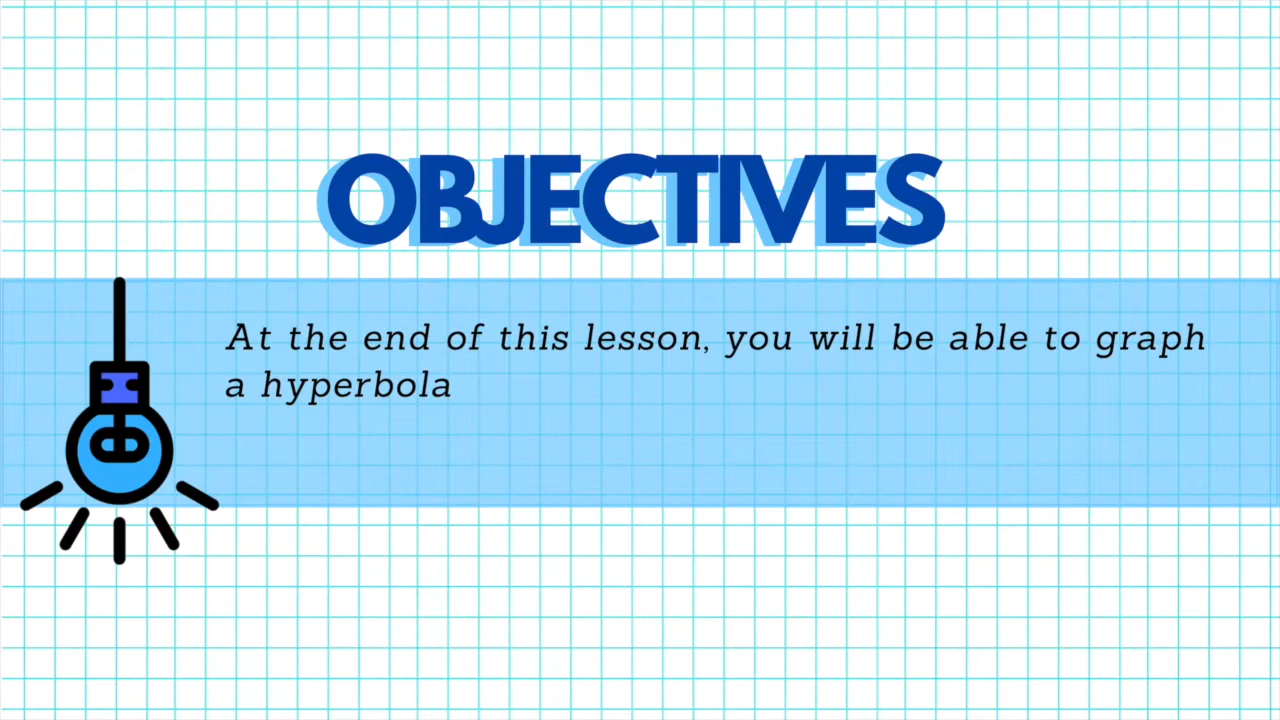 OBJECTIVES
At the end of this lesson, you will be able to graph
a hyperbola